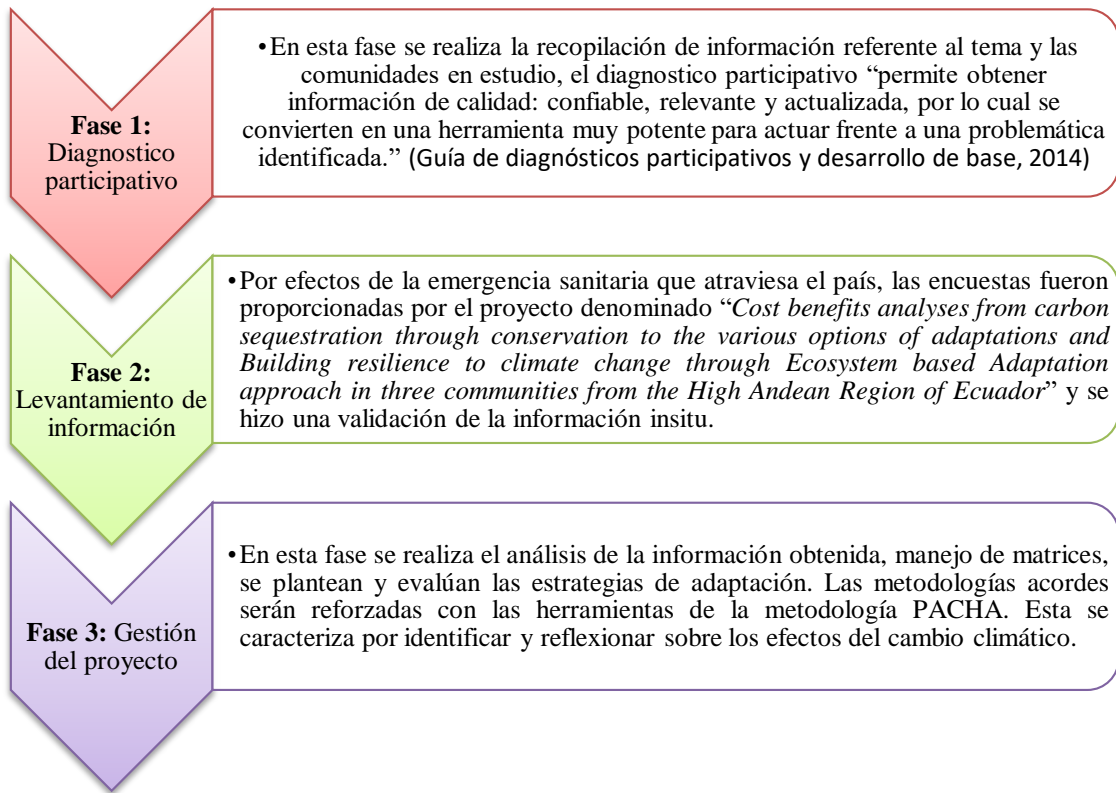 Fase 1:
Diagnostico
participativo
•En esta fase se realiza la recopilación de información referente al tema y las
comunidades en estudio, el diagnostico participativo “permite obtener
información de calidad: confiable, relevante y actualizada, por lo cual se
convierten en una herramienta muy potente para actuar frente a una problemática
identificada.” (Guía de diagnósticos participativos y desarrollo de base, 2014)
Fase 2:
Levantamiento de
información
•Por efectos de la emergencia sanitaria que atraviesa el país, las encuestas fueron
proporcionadas por el proyecto denominado “Cost benefits analyses from carbon
sequestration through conservation to the various options of adaptations and
Building resilience to climate change through Ecosystem based Adaptation
approach in three communities from the High Andean Region of Ecuador” y se
hizo una validación de la información insitu.
Fase 3: Gestión
del proyecto
•En esta fase se realiza el análisis de la información obtenida, manejo de matrices,
se plantean y evalúan las estrategias de adaptación. Las metodologías acordes
serán reforzadas con las herramientas de la metodología PACHA. Esta se
caracteriza por identificar y reflexionar sobre los efectos del cambio climático.